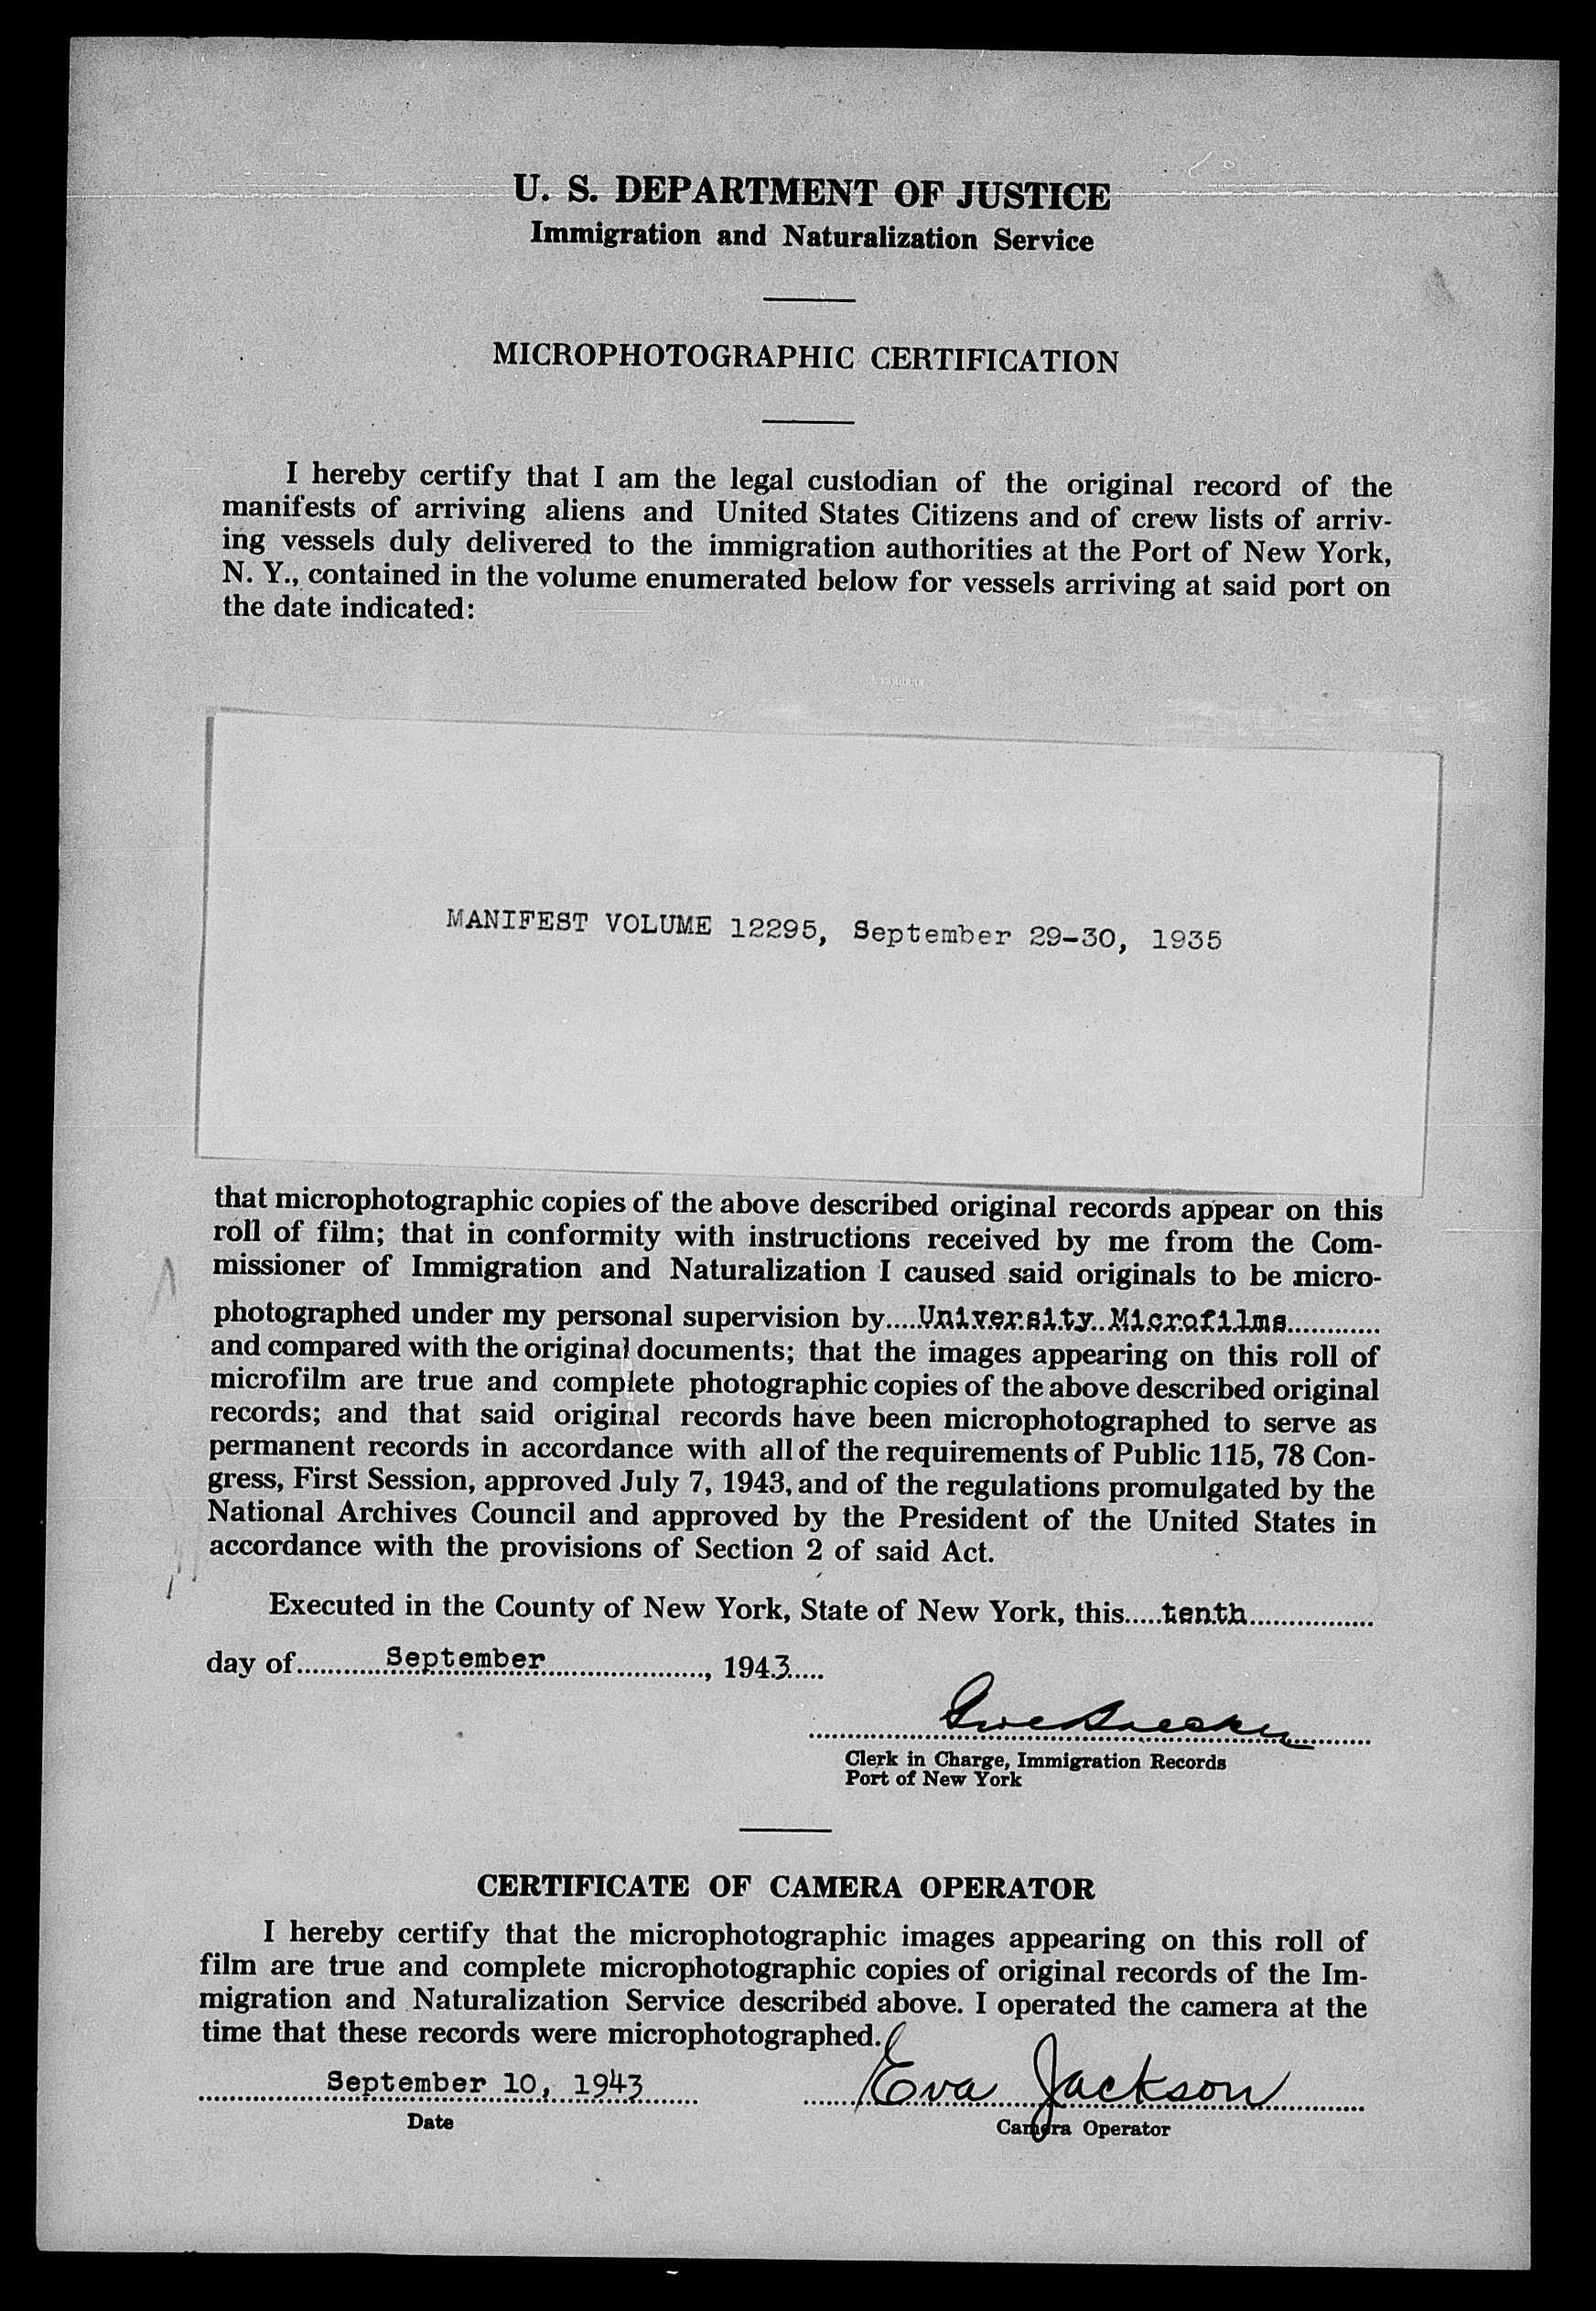 U. S. DEPARTMENT OF JUSTICE
Immigration and Naturalization Service
MICROPHOTOGRAPHIC CERTIFICATION
I hereby certify that I am the legal custodian of the original record of the
manifests of arriving aliens and United States Citizens and of crew lists of arriv-
ing vessels duly delivered to the immigration authorities at the Port of New York,
N. Y., contained in the volume enumerated below for vessels arriving at said port on
the date indicated:
MANIFEST VOLUME 12295, September 29-30, 1935
that microphotographic copies of the above described original records appear on this
roll of film; that in conformity with instructions received by me from the Com-
missioner of Immigration and Naturalization I caused said originals to be micro-
photographed under my personal supervision by....University Microfilms............
and compared with the original documents; that the images appearing on this roll of
microfilm are true and complete photographic copies of the above described original
records; and that said original records have been microphotographed to serve as
permanent records in accordance with all of the requirements of Public 115, 78 Con-
gress, First Session, approved July 7, 1943, and of the regulations promulgated by the
National Archives Council and approved by the President of the United States in
accordance with the provisions of Section 2 of said Act.
Executed in the County of New York, State of New York, this.....tenth.................
day of............September......................, 1943.....
Clerk in Charge, Immigration Records
Port of New York
CERTIFICATE OF CAMERA OPERATOR
I hereby certify that the microphotographic images appearing on this roll of
film are true and complete microphotographic copies of original records of the Im-
migration and Naturalization Service described above. I operated the camera at the
time that these records were microphotographed.
September 10, 1943 Eva Jackson
Date Camera Operator